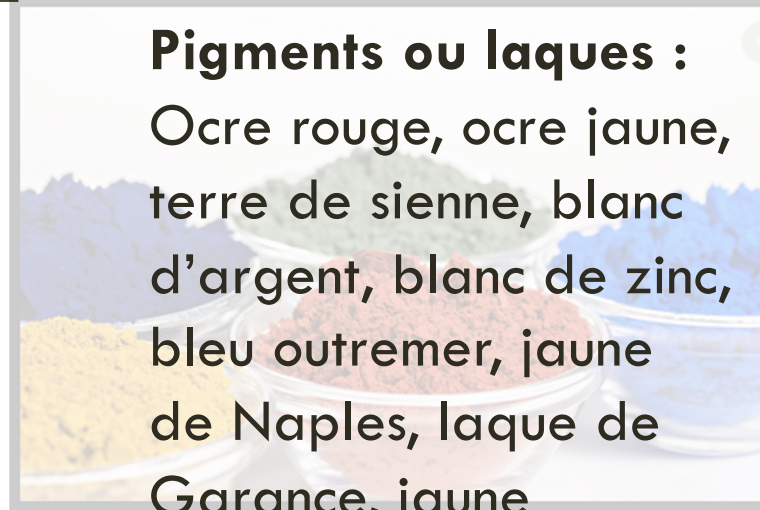 Pigments ou laques :
Ocre rouge, ocre jaune,
terre de sienne, blanc
d’argent, blanc de zinc,
bleu outremer, jaune
de Naples, laque de
Garance, jaune